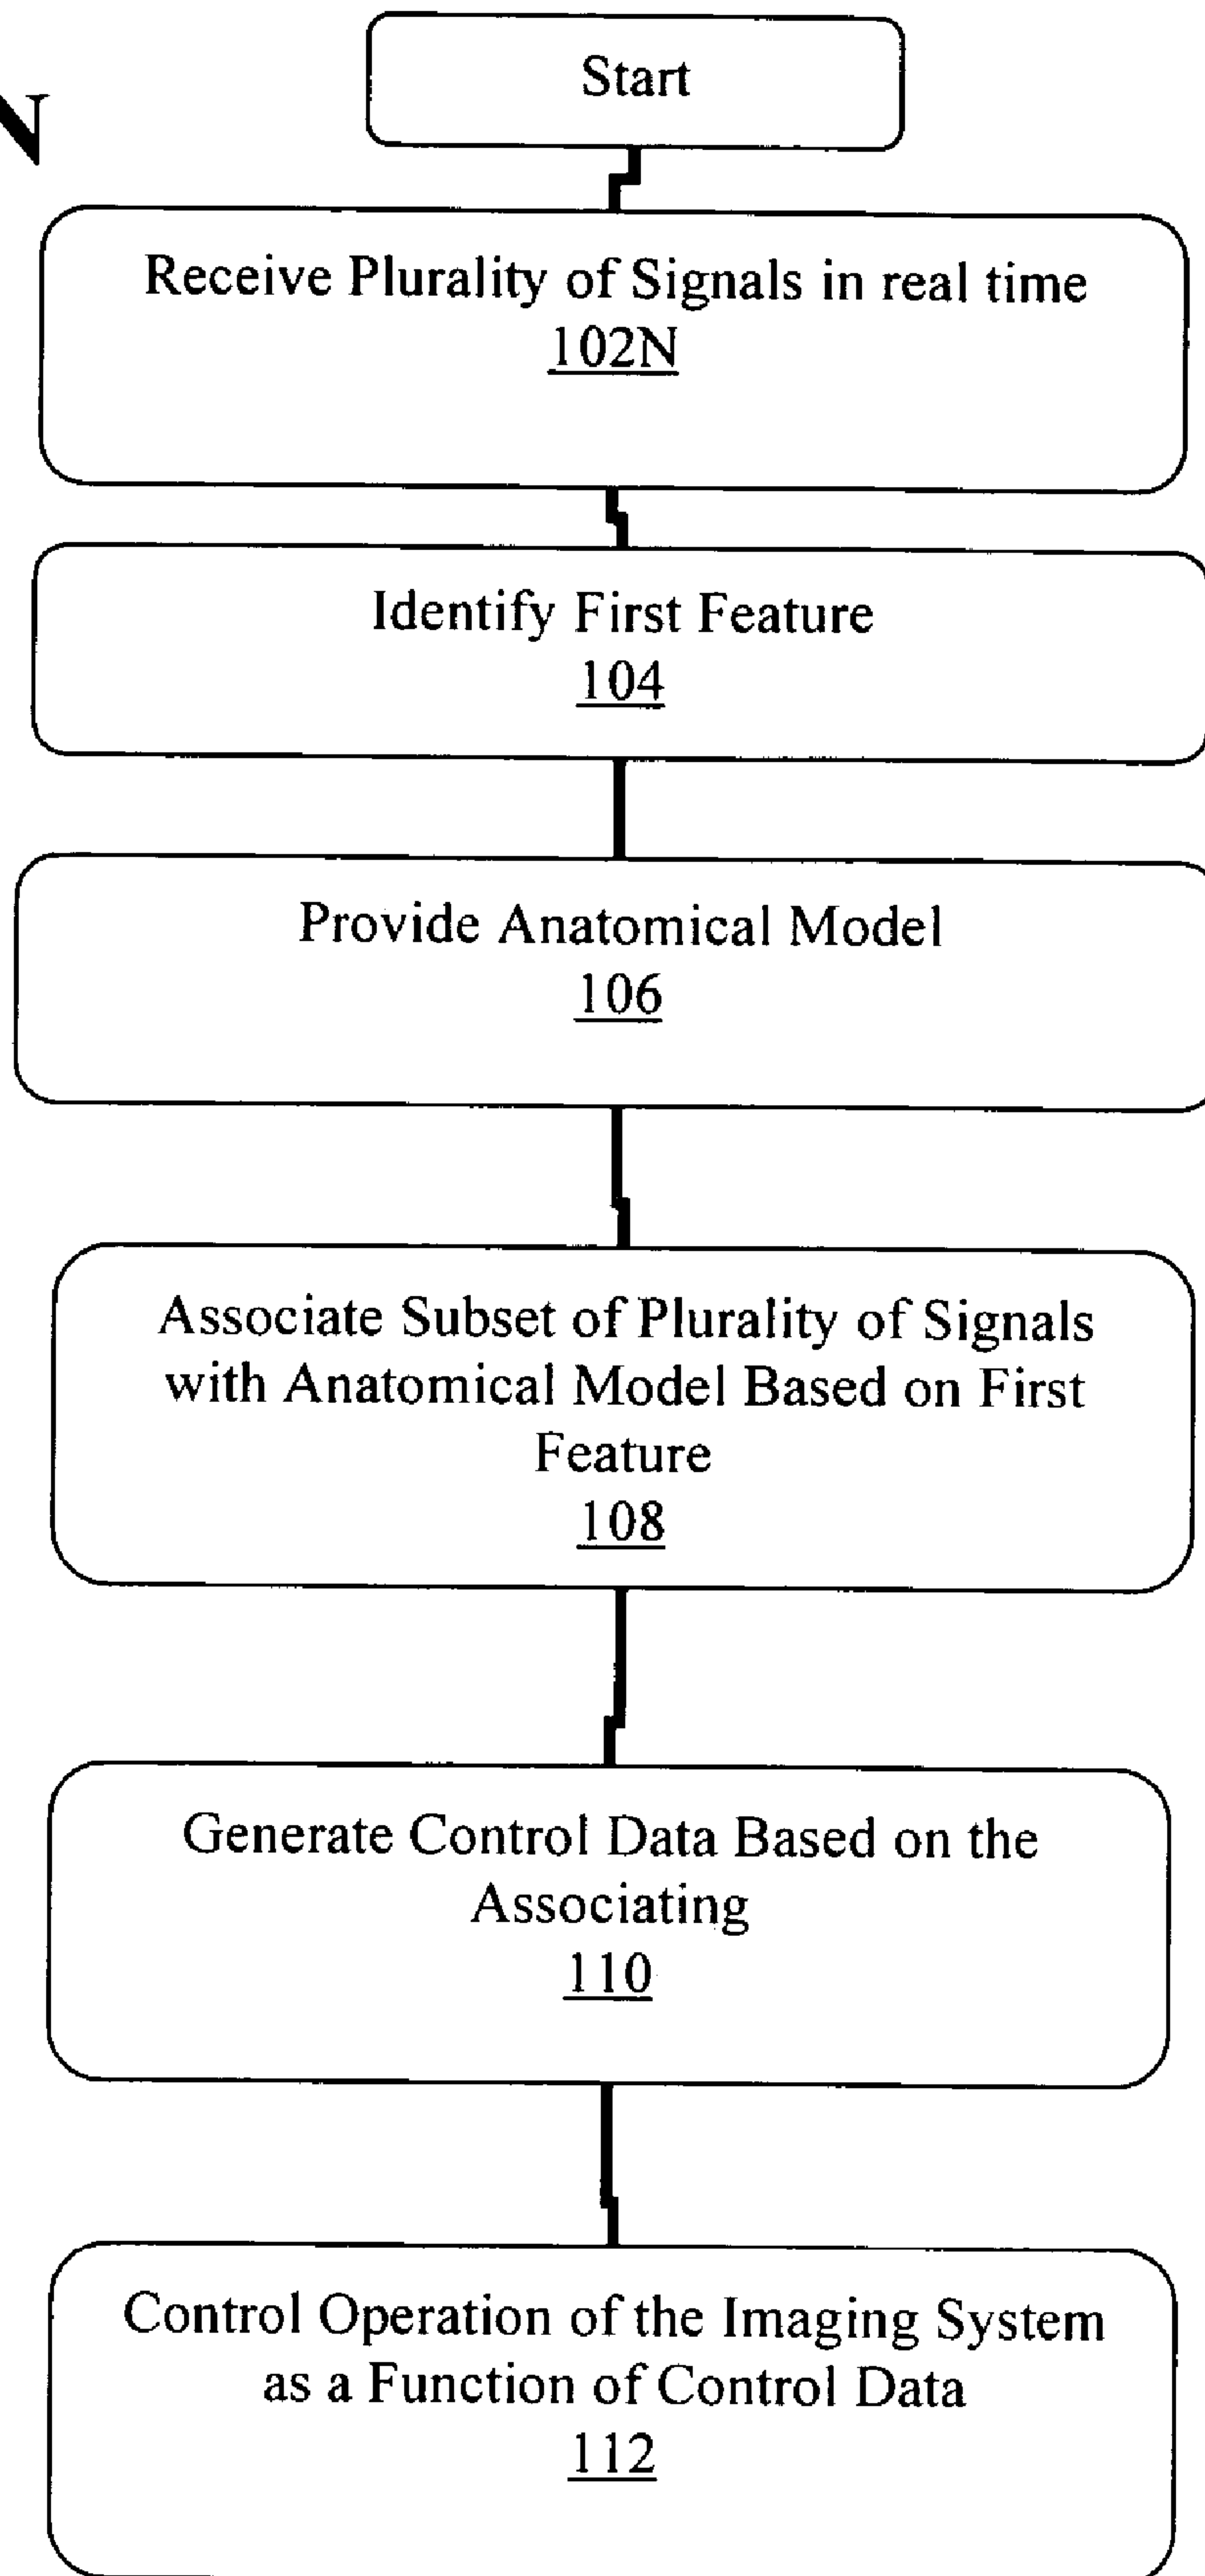 N
Start
Receive Plurality of Signals in real time
102N
Identify First Feature
104
Provide Anatomical Model
106
Associate Subset of Plurality of Signals
with Anatomical Model Based on First
Feature
108
Generate Control Data Based on the
Associating
110
Control Operation of the Imaging System
as a Function of Control Data
112